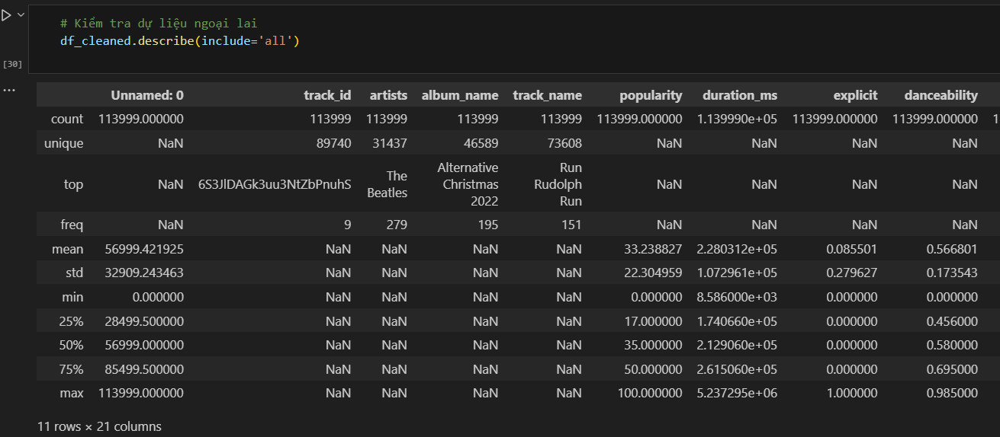 # Kiểm tra dự liệu ngoại lai
df_cleaned.describe(include='all')
[30]
...
Unnamed: 0 track_id artists album_name track_name popularity duration_ms explicit danceability
count 113999.000000 113999 113999 113999 113999 113999.000000 1.139990e+05 113999.000000 113999.000000 1
unique NaN 89740 31437 46589 73608 NaN NaN NaN NaN
top NaN 6S3JlDAGk3uu3NtZbPnuhS The Beatles Alternative Christmas 2022 Run Rudolph Run NaN NaN NaN NaN
freq NaN 9 279 195 151 NaN NaN NaN NaN
mean 56999.421925 NaN NaN NaN NaN 33.238827 2.280312e+05 0.085501 0.566801
std 32909.243463 NaN NaN NaN NaN 22.304959 1.072961e+05 0.279627 0.173543
min 0.000000 NaN NaN NaN NaN 0.000000 8.586000e+03 0.000000 0.000000
25% 28499.500000 NaN NaN NaN NaN 17.000000 1.740660e+05 0.000000 0.456000
50% 56999.000000 NaN NaN NaN NaN 35.000000 2.129060e+05 0.000000 0.580000
75% 85499.500000 NaN NaN NaN NaN 50.000000 2.615060e+05 0.000000 0.695000
max 113999.000000 NaN NaN NaN NaN 100.000000 5.237295e+06 1.000000 0.985000
11 rows × 21 columns